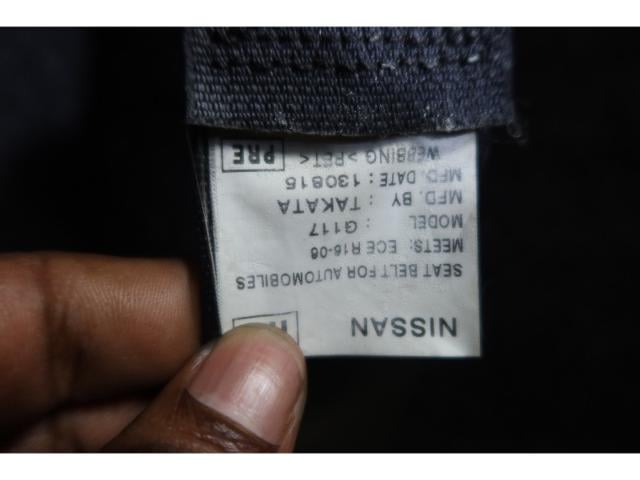 NISSAN
SEAT BELT FOR AUTOMOBILES
MEETS: ECE R16-06
MODEL : G117
MFD. BY : TAKATA
MFD. DATE : 130815
WEBBING >PET<
PRE